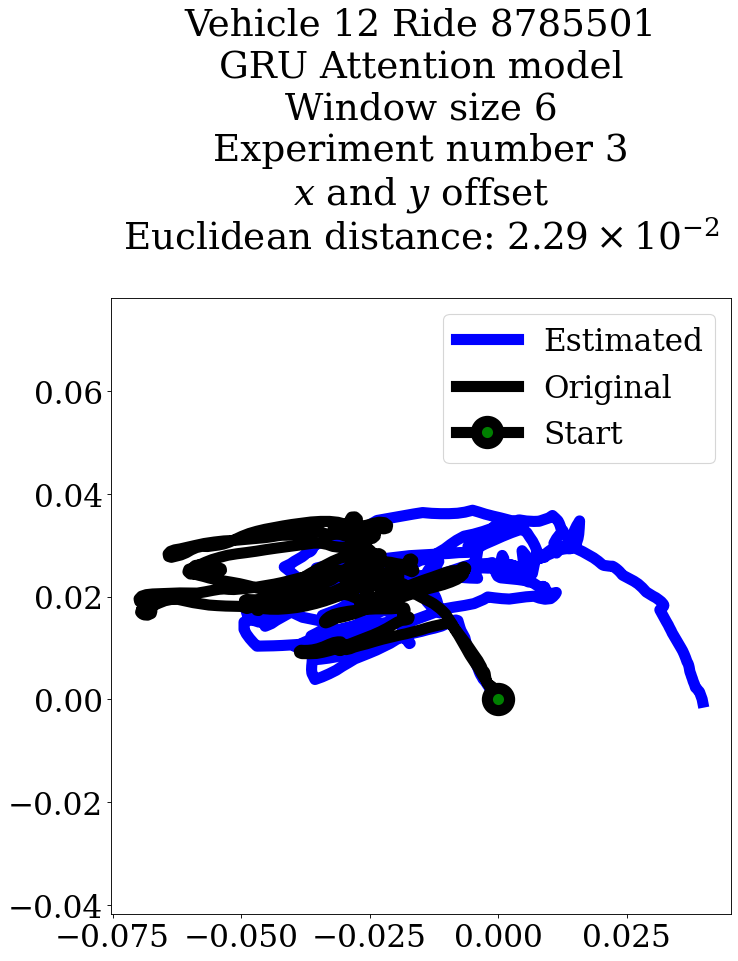 Vehicle 12 Ride 8785501
GRU Attention model
Window size 6
Experiment number 3
x and y offset
Euclidean distance: 2.29 × 10⁻²
Estimated
Original
Start
0.06
0.04
0.02
0.00
−0.02
−0.04
−0.075 −0.050 −0.025 0.000 0.025